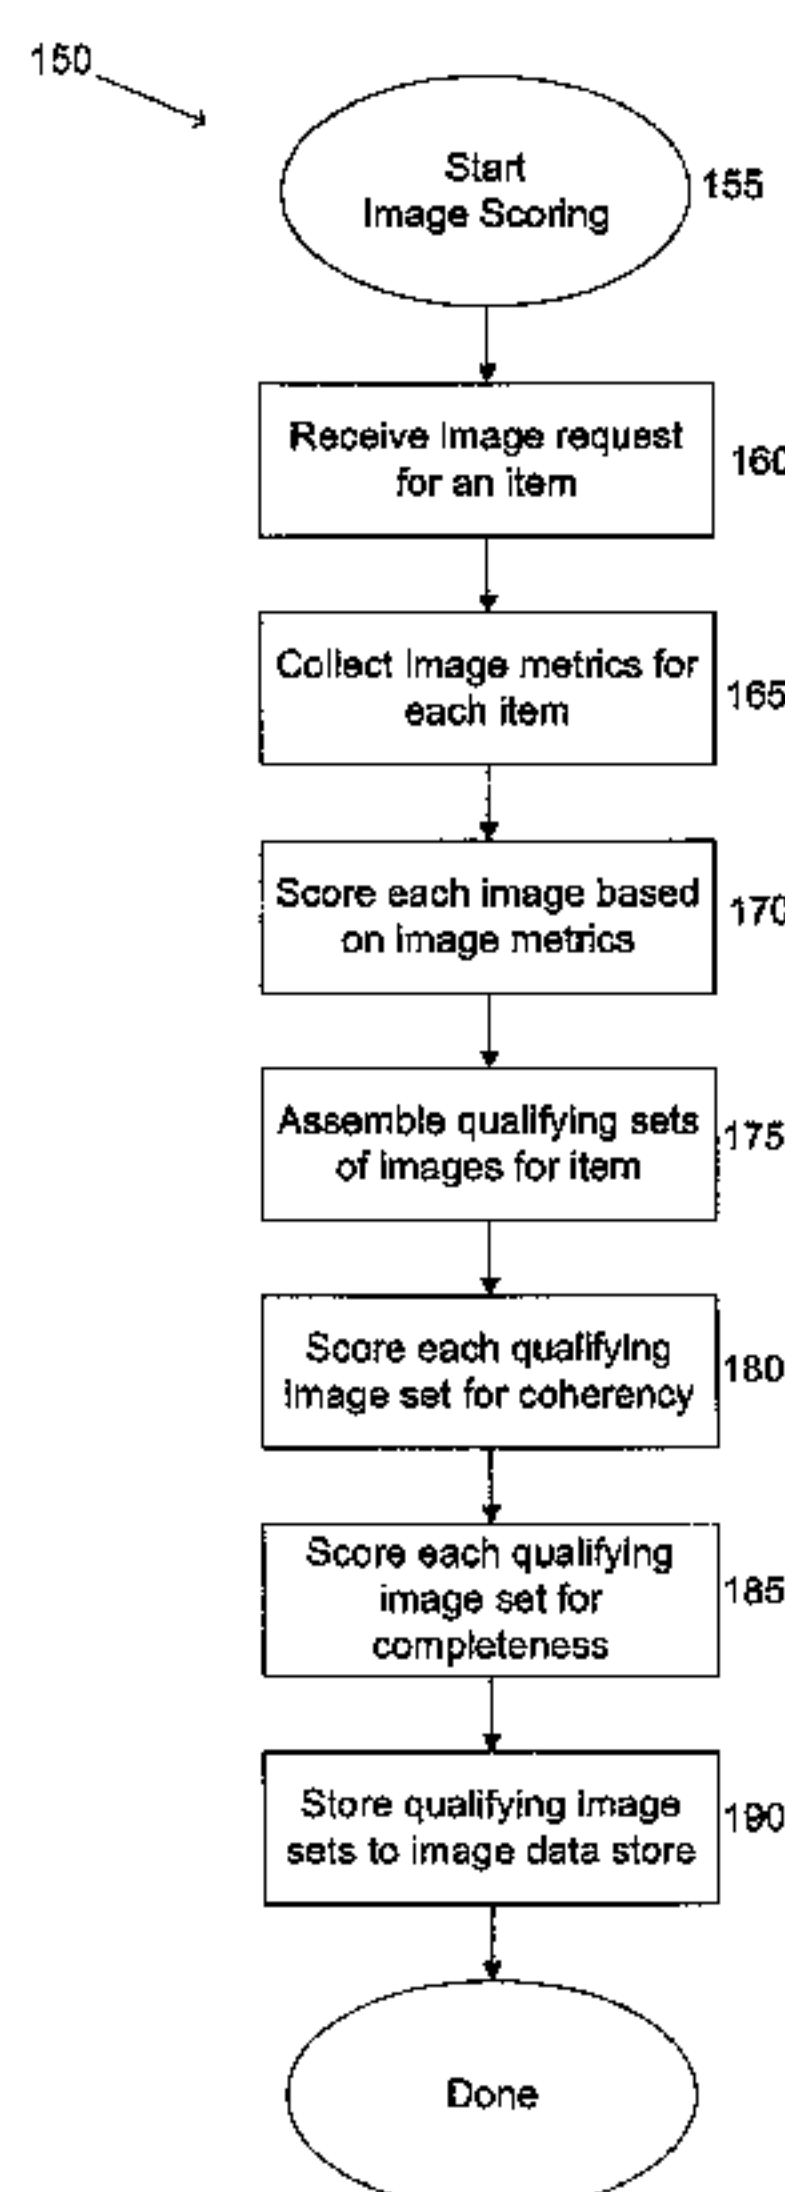 150
Start
Image Scoring
155
Receive Image request
for an item
160
Collect Image metrics for
each item
165
Score each image based
on image metrics
170
Assemble qualifying sets
of images for item
175
Score each qualifying
image set for coherency
180
Score each qualifying
image set for
completeness
185
Store qualifying image
sets to image data store
190
Done